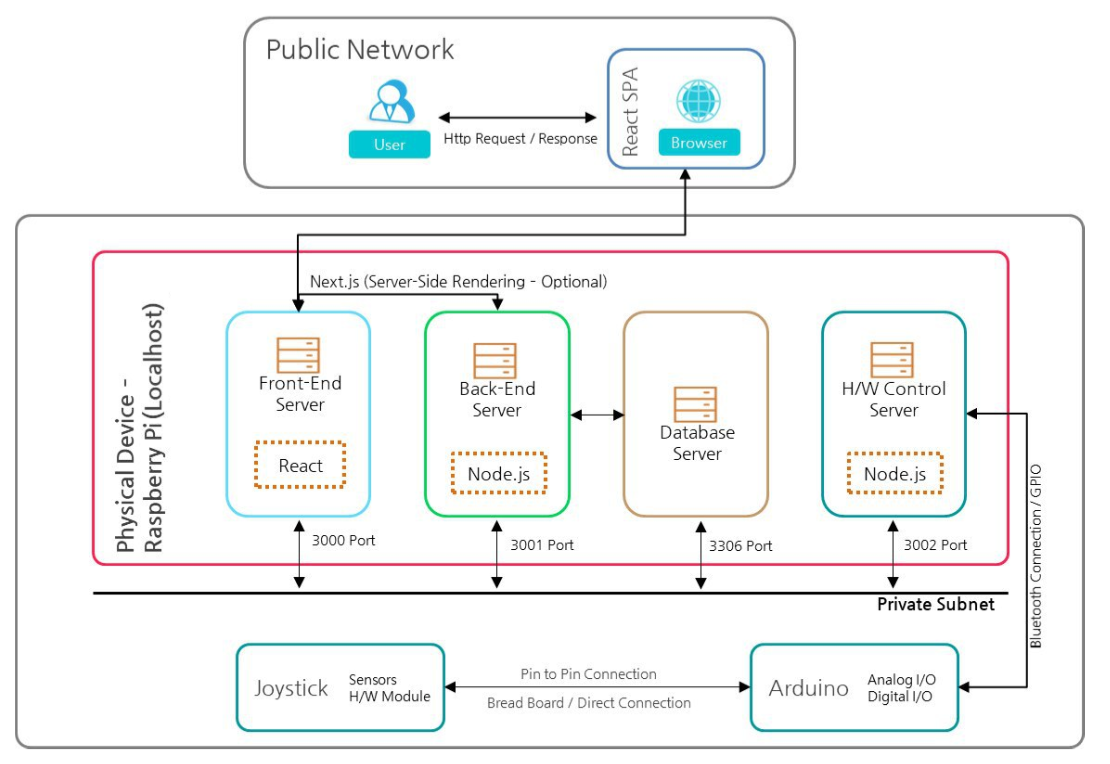 Public Network
User
Http Request / Response
React SPA
Browser
Physical Device -
Raspberry Pi (Localhost)
Next.js (Server-Side Rendering - Optional)
Front-End
Server
React
Back-End
Server
Node.js
Database
Server
H/W Control
Server
Node.js
3000 Port
3001 Port
3306 Port
3002 Port
Private Subnet
Bluetooth Connection / GPIO
Joystick
Sensors
H/W Module
Pin to Pin Connection
Bread Board / Direct Connection
Arduino
Analog I/O
Digital I/O